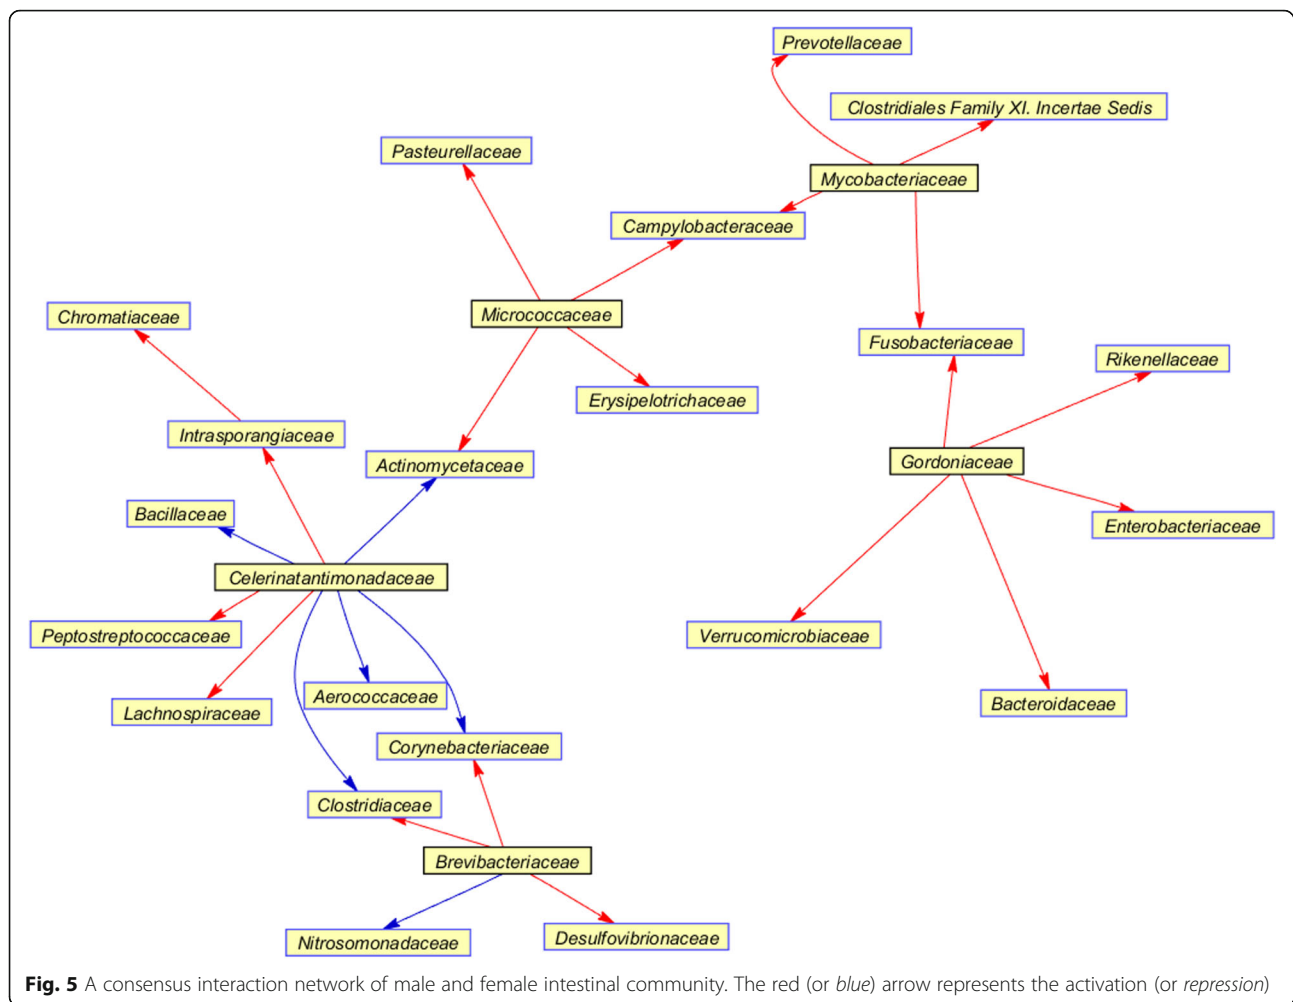 Prevotellaceae
Clostridiales Family XI. Incertae Sedis
Pasteurellaceae
Mycobacteriaceae
Campylobacteraceae
Chromatiaceae
Micrococcaceae
Fusobacteriaceae
Rikenellaceae
Erysipelotrichaceae
Intrasporangiaceae
Actinomycetaceae
Gordoniaceae
Bacillaceae
Enterobacteriaceae
Celerinatantimonadaceae
Peptostreptococcaceae
Verrucomicrobiaceae
Aerococcaceae
Lachnospiraceae
Bacteroidaceae
Corynebacteriaceae
Clostridiaceae
Brevibacteriaceae
Nitrosomonadaceae
Desulfovibrionaceae
Fig. 5 A consensus interaction network of male and female intestinal community. The red (or blue) arrow represents the activation (or repression)